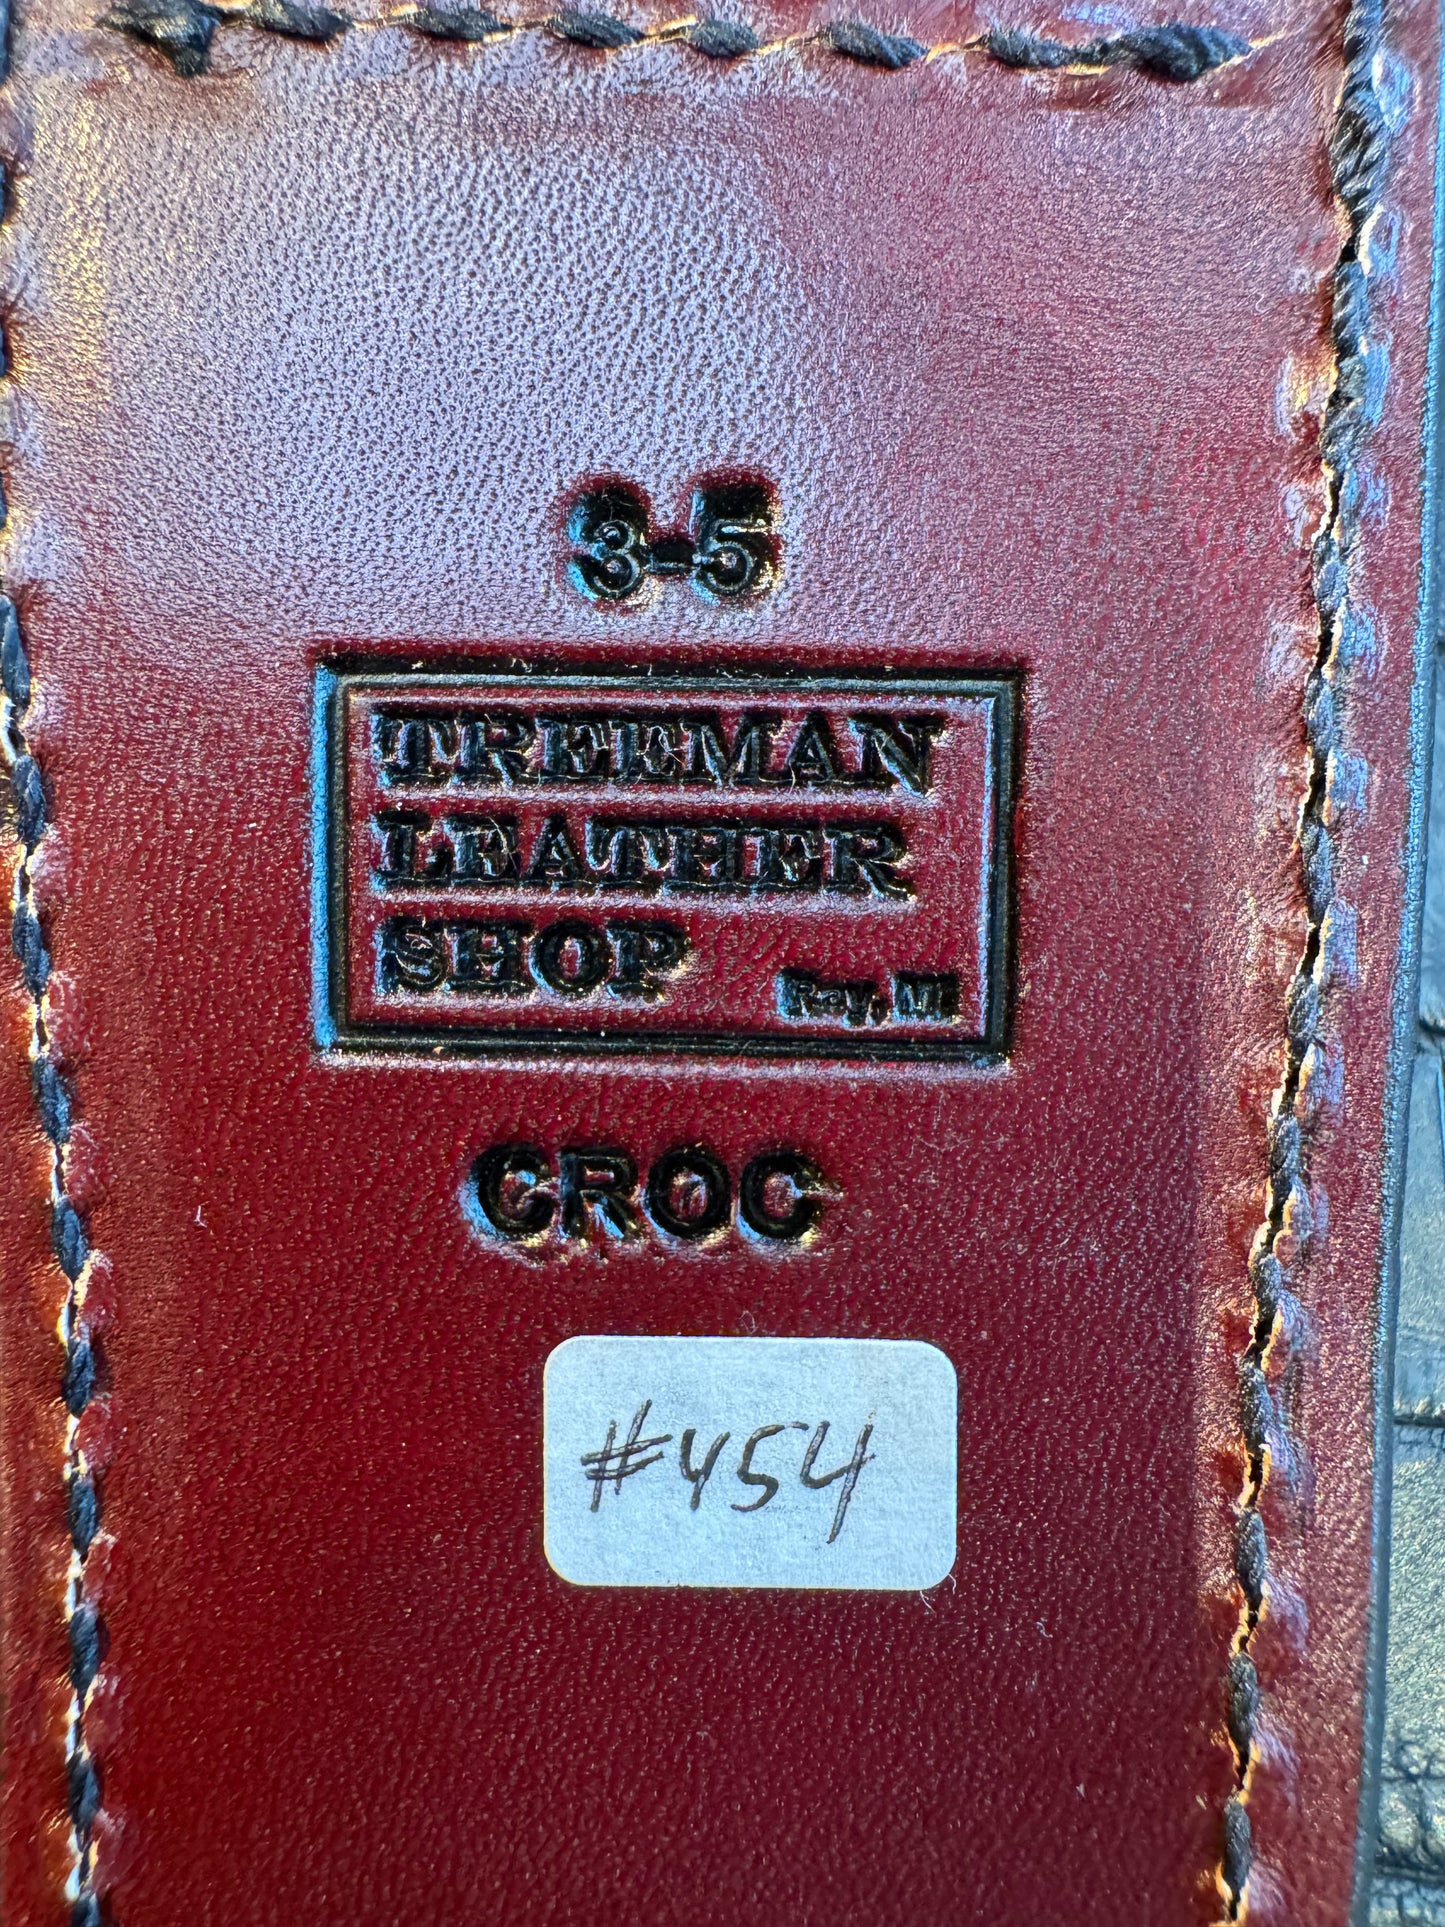 3-5
TREEMAN
LEATHER
SHOP Ray, MI
CROC
#454